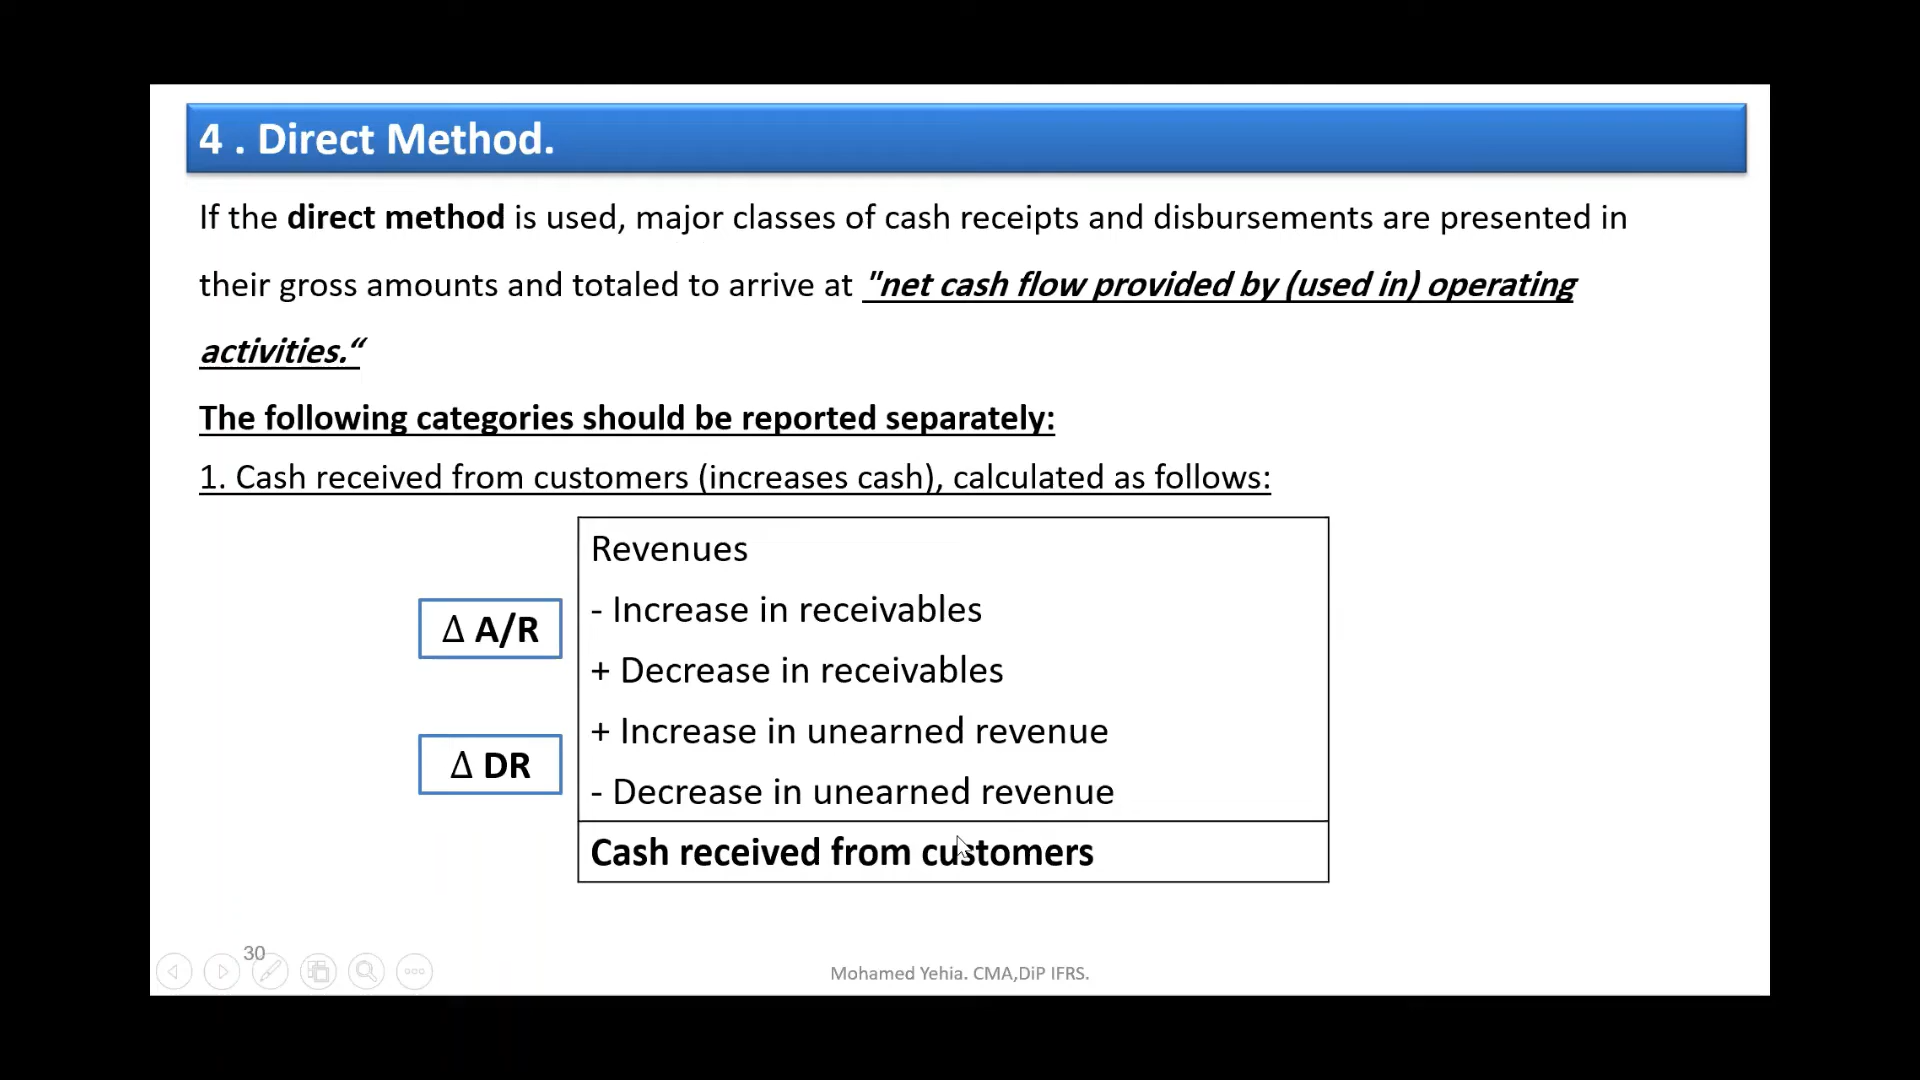 4 . Direct Method.
If the direct method is used, major classes of cash receipts and disbursements are presented in
their gross amounts and totaled to arrive at "net cash flow provided by (used in) operating
activities.“
The following categories should be reported separately:
1. Cash received from customers (increases cash), calculated as follows:
Revenues
- Increase in receivables
Δ A/R
+ Decrease in receivables
+ Increase in unearned revenue
Δ DR
- Decrease in unearned revenue
Cash received from customers
30
Mohamed Yehia. CMA,DiP IFRS.